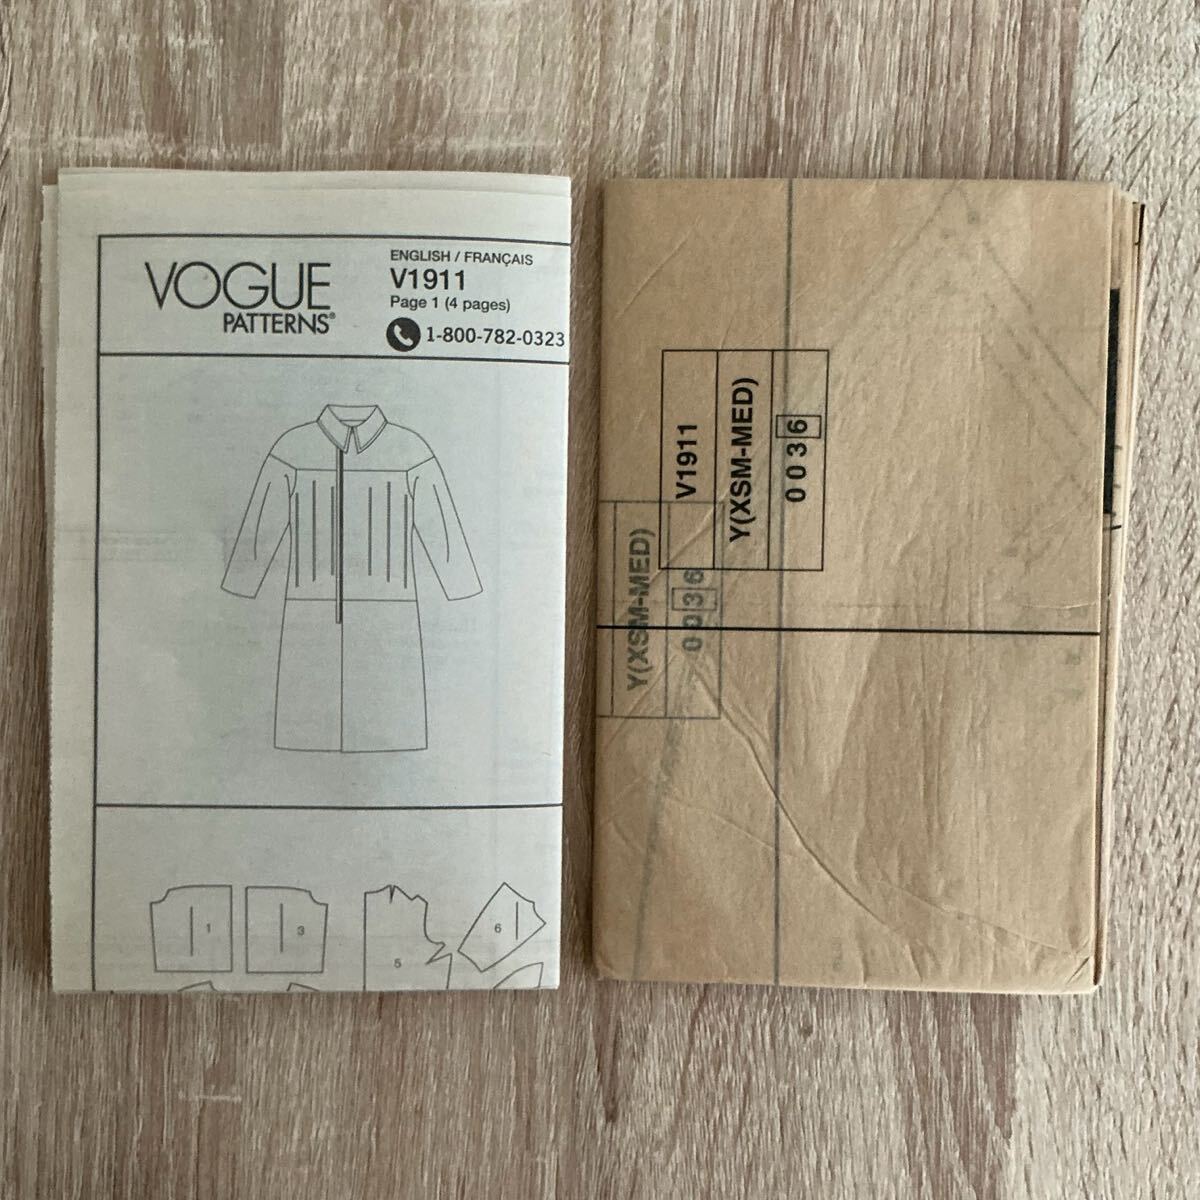 VOGUE
PATTERNS®
ENGLISH / FRANÇAIS
V1911
Page 1 (4 pages)
1-800-782-0323
1
3
5
6
V1911
Y(XSM-MED)
0036
Y(XSM-MED)
0036